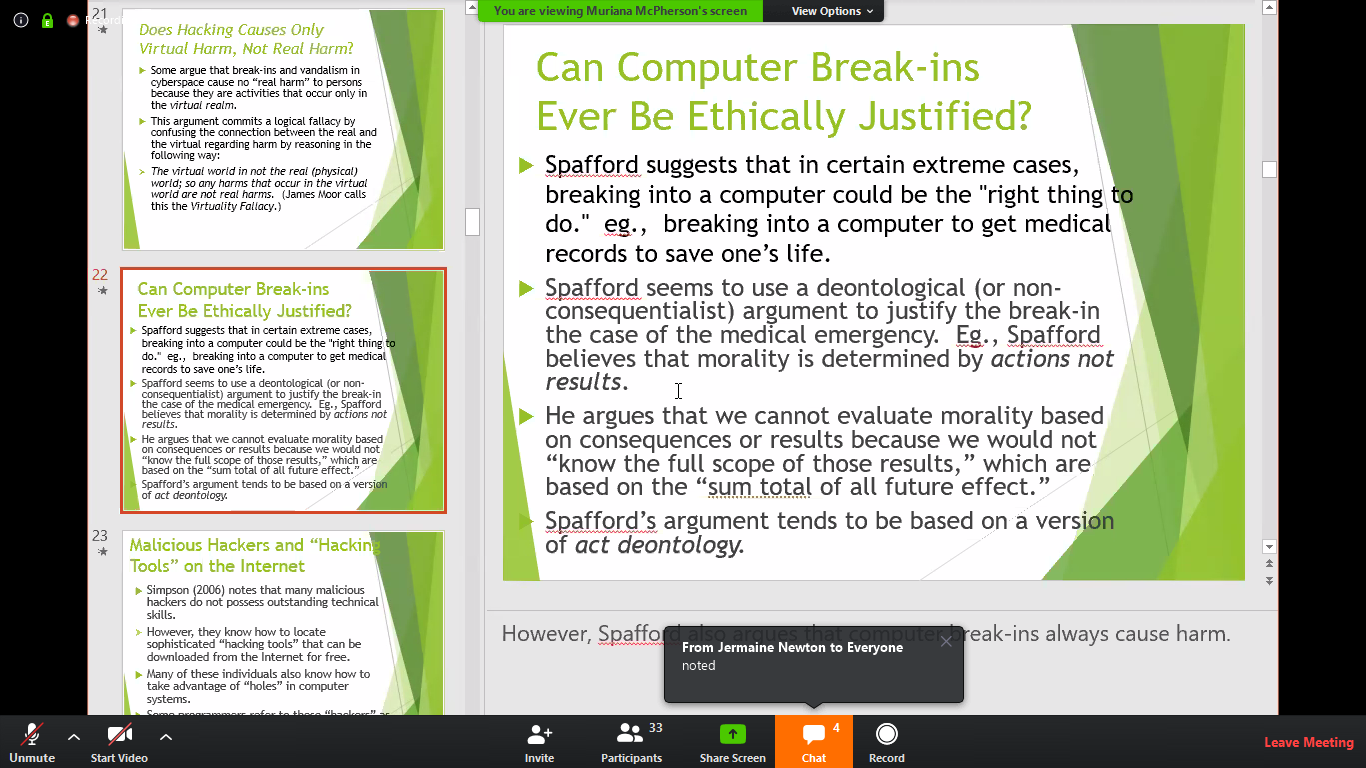 You are viewing Muriana McPherson's screen
View Options
21
Does Hacking Causes Only
Virtual Harm, Not Real Harm?
Some argue that break-ins and vandalism in
cyberspace cause no “real harm” to persons
because they are activities that occur only in
the virtual realm.
This argument commits a logical fallacy by
confusing the connection between the real and
the virtual regarding harm by reasoning in the
following way:
The virtual world in not the real (physical)
world; so any harms that occur in the virtual
world are not real harms. (James Moor calls
this the Virtuality Fallacy.)
22
Can Computer Break-ins
Ever Be Ethically Justified?
Spafford suggests that in certain extreme cases,
breaking into a computer could be the "right thing to
do." eg., breaking into a computer to get medical
records to save one’s life.
Spafford seems to use a deontological (or non-
consequentialist) argument to justify the break-in
the case of the medical emergency. Eg., Spafford
believes that morality is determined by actions not
results.
He argues that we cannot evaluate morality based
on consequences or results because we would not
“know the full scope of those results,” which are
based on the “sum total of all future effect.”
Spafford’s argument tends to be based on a version
of act deontology.
23
Malicious Hackers and “Hacking
Tools” on the Internet
Simpson (2006) notes that many malicious
hackers do not possess outstanding technical
skills.
However, they know how to locate
sophisticated “hacking tools” that can be
downloaded from the Internet for free.
Many of these individuals also know how to
take advantage of “holes” in computer
systems.
Some programmers refer to these “hackers” as
Can Computer Break-ins
Ever Be Ethically Justified?
Spafford suggests that in certain extreme cases,
breaking into a computer could be the "right thing to
do." eg., breaking into a computer to get medical
records to save one’s life.
Spafford seems to use a deontological (or non-
consequentialist) argument to justify the break-in
the case of the medical emergency. Eg., Spafford
believes that morality is determined by actions not
results.
He argues that we cannot evaluate morality based
on consequences or results because we would not
“know the full scope of those results,” which are
based on the “sum total of all future effect.”
Spafford’s argument tends to be based on a version
of act deontology.
However, Spafford also argues that computer break-ins always cause harm.
From Jermaine Newton to Everyone
noted
Unmute
Start Video
Invite
Participants
33
Share Screen
Chat
4
Record
Leave Meeting